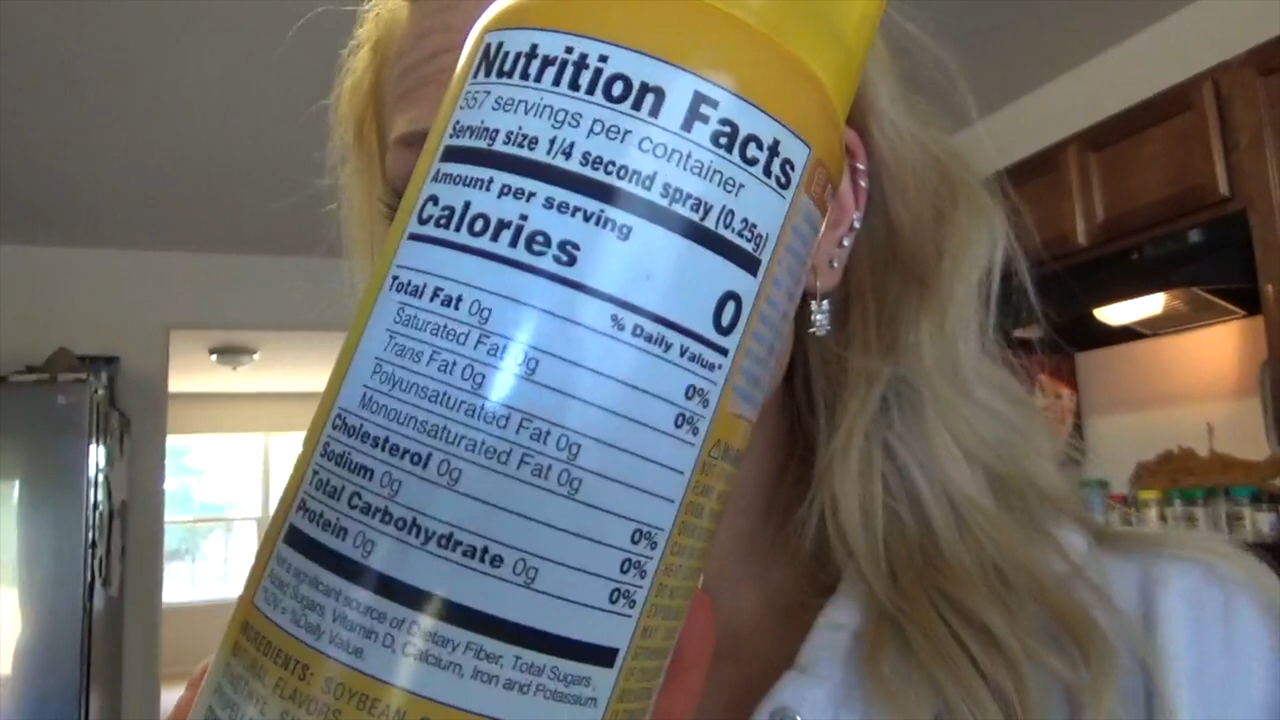 Nutrition Facts
557 servings per container
Serving size 1/4 second spray (0.25g)
Amount per serving
Calories 0
% Daily Value*
Total Fat 0g 0%
Saturated Fat 0g 0%
Trans Fat 0g
Polyunsaturated Fat 0g
Monounsaturated Fat 0g
Cholesterol 0g 0%
Sodium 0g 0%
Total Carbohydrate 0g 0%
Protein 0g
Not a significant source of Dietary Fiber, Total Sugars,
Added Sugars, Vitamin D, Calcium, Iron and Potassium.
*DV = %Daily Value.
INGREDIENTS: SOYBEAN
NATURAL FLAVORS